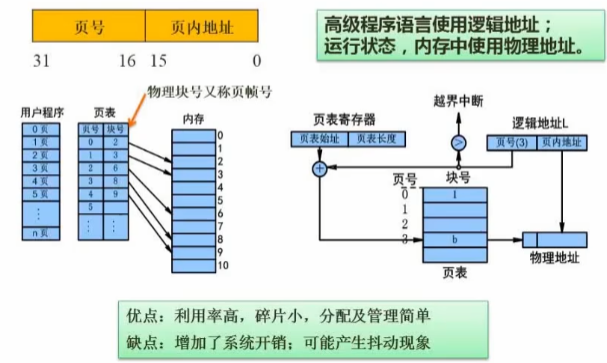 页号 页内地址
31 16 15 0
高级程序语言使用逻辑地址；
运行状态，内存中使用物理地址。
物理块号又称页帧号
用户程序
0页
1页
2页
3页
4页
5页
⋮
n页
页表
页号 块号
0 2
1 3
2 6
3 8
4 9
5
⋮ ⋮
内存
0
1
2
3
4
5
6
7
8
9
10
越界中断
页表寄存器
页表始址 页表长度
逻辑地址L
页号(3) 页内地址
>
+
页号 块号
0 1
1
2
3 b
页表
物理地址
优点：利用率高，碎片小，分配及管理简单
缺点：增加了系统开销；可能产生抖动现象